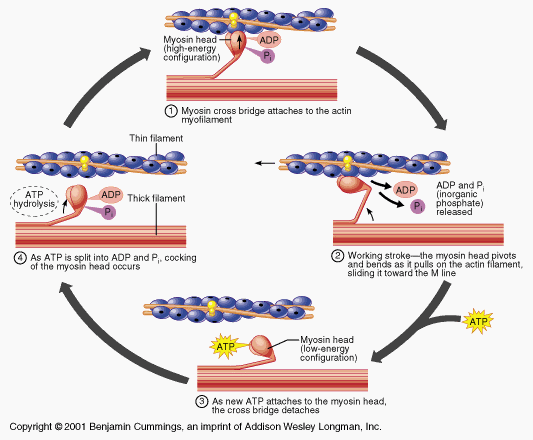 Myosin head
(high-energy
configuration)
ADP
Pi
1 Myosin cross bridge attaches to the actin
myofilament
Thin filament
ATP
hydrolysis
ADP
Pi
Thick filament
4 As ATP is split into ADP and Pi, cocking
of the myosin head occurs
ADP
Pi
ADP and Pi
(inorganic
phosphate)
released
2 Working stroke—the myosin head pivots
and bends as it pulls on the actin filament,
sliding it toward the M line
ATP
ATP
Myosin head
(low-energy
configuration)
3 As new ATP attaches to the myosin head,
the cross bridge detaches
Copyright © 2001 Benjamin Cummings, an imprint of Addison Wesley Longman, Inc.